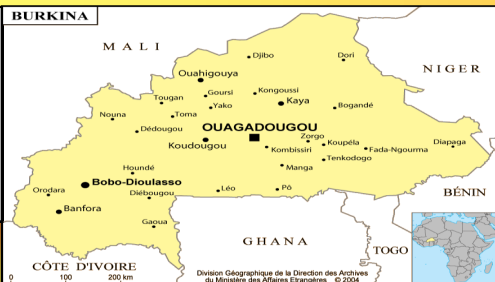 BURKINA
MALI
Djibo
Dori
NIGER
Ouahigouya
Tougan
Goursi
Kongoussi
Yako
Kaya
Bogandé
Nouna
Toma
Dédougou
OUAGADOUGOU
Koudougou
Zorgo
Koupéla
Kombissiri
Fada-Ngourma
Diapaga
Houndé
Manga
Tenkodogo
Bobo-Dioulasso
Orodara
Diébougou
Léo
Pô
BÉNIN
Banfora
Gaoua
GHANA
TOGO
CÔTE D'IVOIRE
0 100 200 km
Division Géographique de la Direction des Archives
du Ministère des Affaires Etrangères © 2004